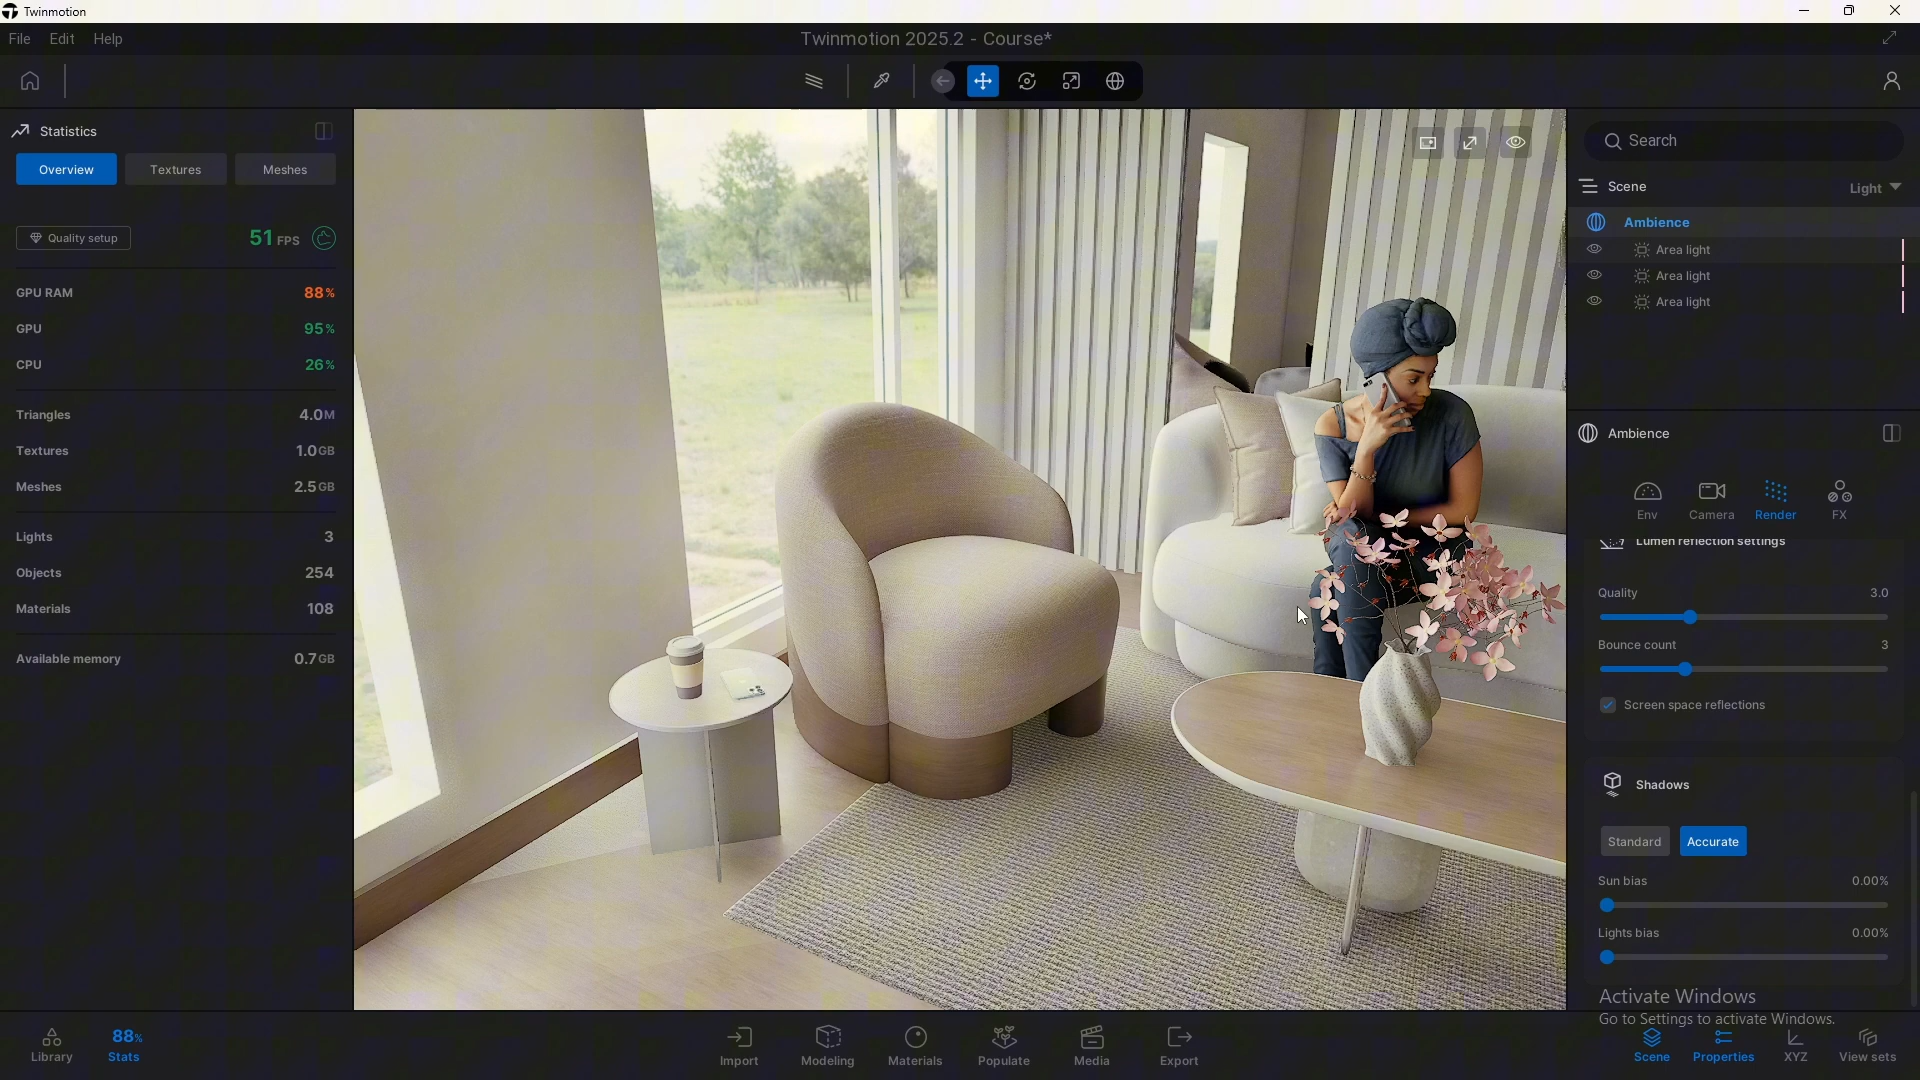 Twinmotion
File Edit Help
Twinmotion 2025.2 - Course*
Statistics
Overview Textures Meshes
Quality setup 51 FPS
GPU RAM 88%
GPU 95%
CPU 26%
Triangles 4.0M
Textures 1.0GB
Meshes 2.5GB
Lights 3
Objects 254
Materials 108
Available memory 0.7GB
Search
Scene Light
Ambience
Area light
Area light
Area light
Ambience
Env Camera Render FX
Lumen reflection settings
Quality 3.0
Bounce count 3
Screen space reflections
Shadows
Standard Accurate
Sun bias 0.00%
Lights bias 0.00%
Activate Windows
Go to Settings to activate Windows.
Library 88% Stats Import Modeling Materials Populate Media Export Scene Properties XYZ View sets